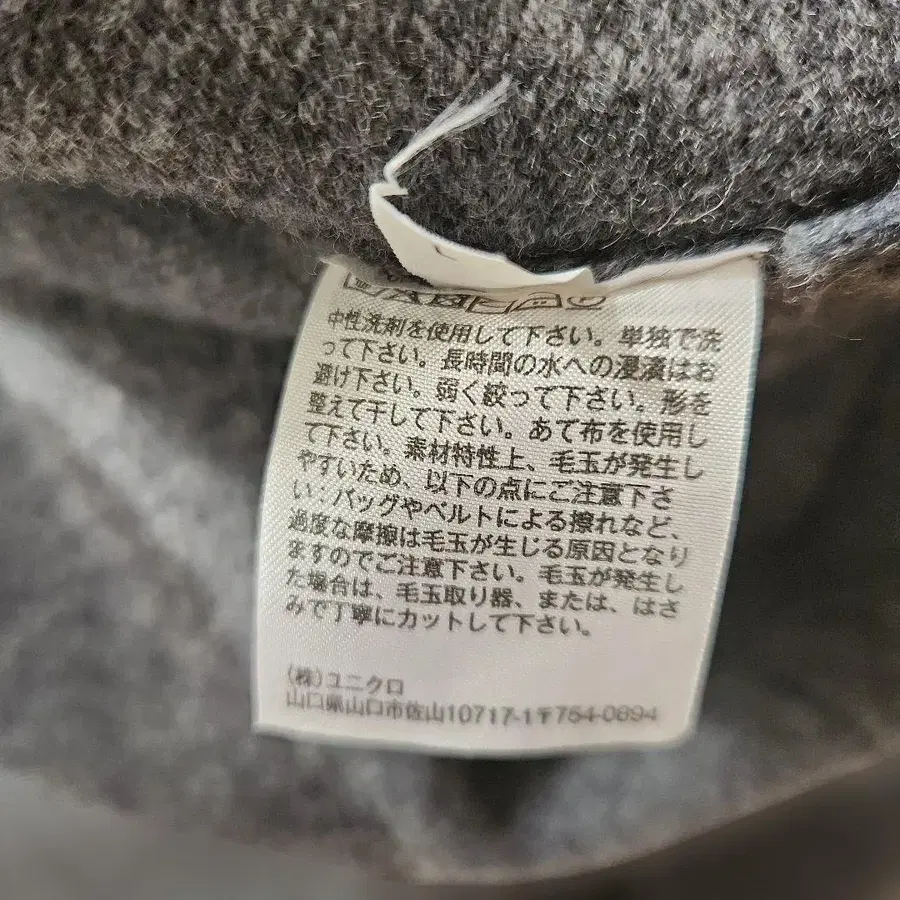 中性洗剤を使用して下さい。単独で洗
って下さい。長時間の水への浸漬はお
避け下さい。弱く絞って下さい。形を
整えて干して下さい。あて布を使用し
て下さい。素材特性上、毛玉が発生し
やすいため、以下の点にご注意下さ
い:バッグやベルトによる擦れなど、
過度な摩擦は毛玉が生じる原因となり
ますのでご注意下さい。毛玉が発生し
た場合は、毛玉取り器、または、はさ
みで丁寧にカットして下さい。
(株)ユニクロ
山口県山口市佐山10717-1〒754-0894